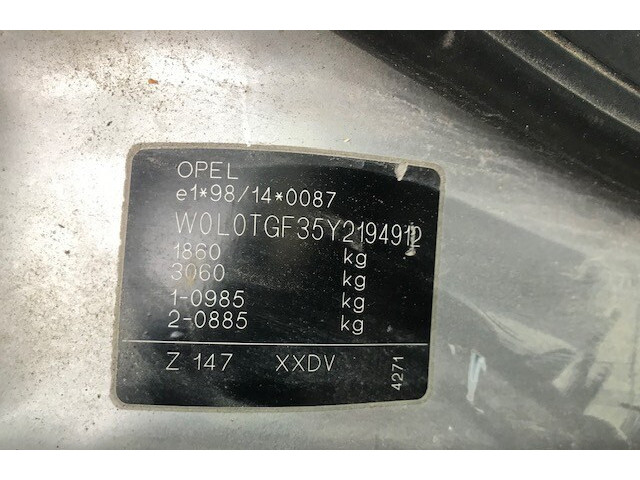 OPEL
e1*98/14*0087
W0L0TGF35Y2194912
1860 kg
3060 kg
1-0985 kg
2-0885 kg
Z 147 XXDV
4271